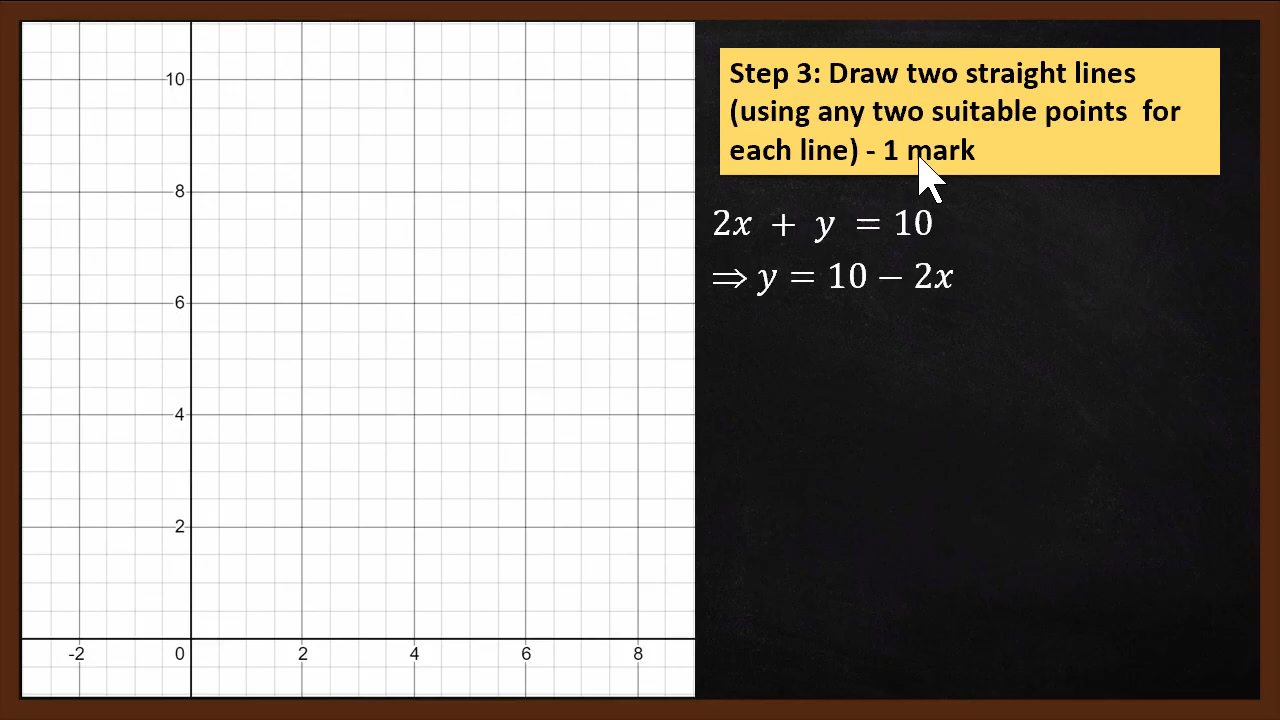 Step 3: Draw two straight lines
(using any two suitable points for
each line) - 1 mark
2x + y = 10
⇒ y = 10 − 2x
10
8
6
4
2
-2 0 2 4 6 8